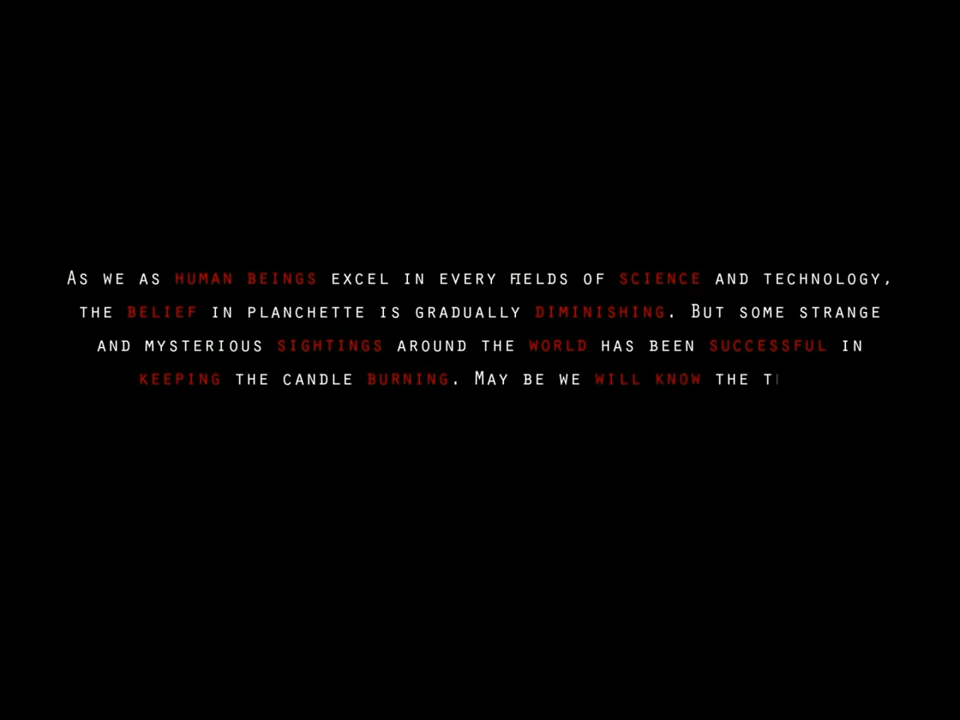 As we as human beings excel in every fields of science and technology,
the belief in planchette is gradually diminishing. But some strange
and mysterious sightings around the world has been successful in
keeping the candle burning. May be we will know the t